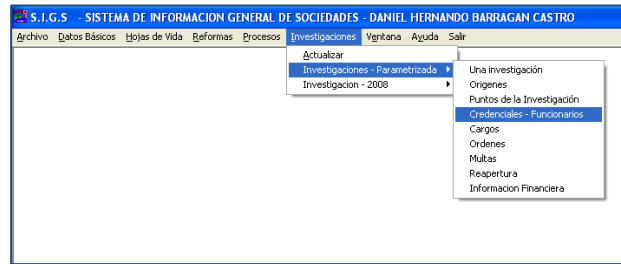 S.I.G.S - SISTEMA DE INFORMACION GENERAL DE SOCIEDADES - DANIEL HERNANDO BARRAGAN CASTRO
Archivo Datos Básicos Hojas de Vida Reformas Procesos Investigaciones Ventana Ayuda Salir
Actualizar
Investigaciones - Parametrizada
Investigacion - 2008
Una investigación
Origenes
Puntos de la Investigación
Credenciales - Funcionarios
Cargos
Ordenes
Multas
Reapertura
Informacion Financiera